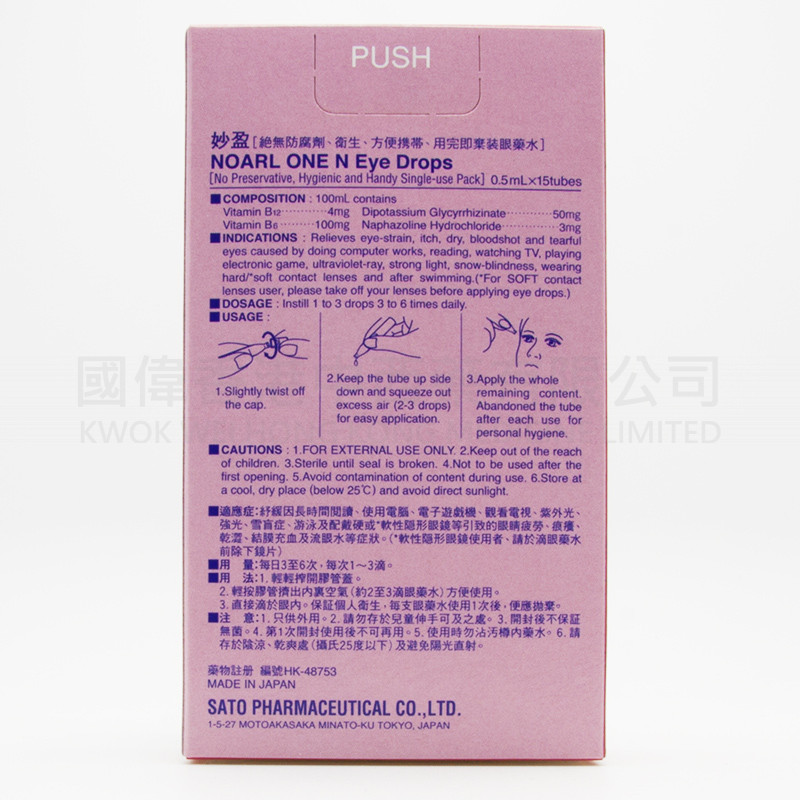 PUSH
妙盈[絶無防腐劑、衛生、方便携帯、用完即棄装眼藥水]
NOARL ONE N Eye Drops
[No Preservative, Hygienic and Handy Single-use Pack] 0.5mL×15tubes
■COMPOSITION : 100mL contains
Vitamin B12············4mg Dipotassium Glycyrrhizinate············50mg
Vitamin B6·········100mg Naphazoline Hydrochloride············3mg
■INDICATIONS : Relieves eye-strain, itch, dry, bloodshot and tearful
eyes caused by doing computer works, reading, watching TV, playing
electronic game, ultraviolet-ray, strong light, snow-blindness, wearing
hard/*soft contact lenses and after swimming.(*For SOFT contact
lenses user, please take off your lenses before applying eye drops.)
■DOSAGE : Instill 1 to 3 drops 3 to 6 times daily.
■USAGE :
1.Slightly twist off
the cap.
2.Keep the tube up side
down and squeeze out
excess air (2-3 drops)
for easy application.
3.Apply the whole
remaining content.
Abandoned the tube
after each use for
personal hygiene.
■CAUTIONS : 1.FOR EXTERNAL USE ONLY. 2.Keep out of the reach
of children. 3.Sterile until seal is broken. 4.Not to be used after the
first opening. 5.Avoid contamination of content during use. 6.Store at
a cool, dry place (below 25℃) and avoid direct sunlight.
■適應症:紓緩因長時間閱讀、使用電腦、電子遊戲機、觀看電視、紫外光、
強光、雪盲症、游泳及配戴硬或*軟性隱形眼鏡等引致的眼睛疲勞、痕癢、
乾澀、結膜充血及流眼水等症狀。(*軟性隱形眼鏡使用者、請於滴眼藥水
前除下鏡片)
■用 量:每日3至6次，每次1～3滴。
■用 法:1. 輕輕搾開膠管蓋。
2. 輕按膠管擠出内裏空氣(約2至3滴眼藥水)方便使用。
3. 直接滴於眼内。保証個人衛生，每支眼藥水使用1次後，便應拋棄。
■注 意:1. 只供外用。2. 請勿存於兒童伸手可及之處。3. 開封後不保証
無菌。4. 第1次開封使用後不可再用。5. 使用時勿沾汚樽内藥水。6. 請
存於陰涼、乾爽處(攝氏25度以下)及避免陽光直射。
藥物註册 編號HK-48753
MADE IN JAPAN
SATO PHARMACEUTICAL CO.,LTD.
1-5-27 MOTOAKASAKA MINATO-KU TOKYO, JAPAN
國偉
公司
KWOK W
LIMITED